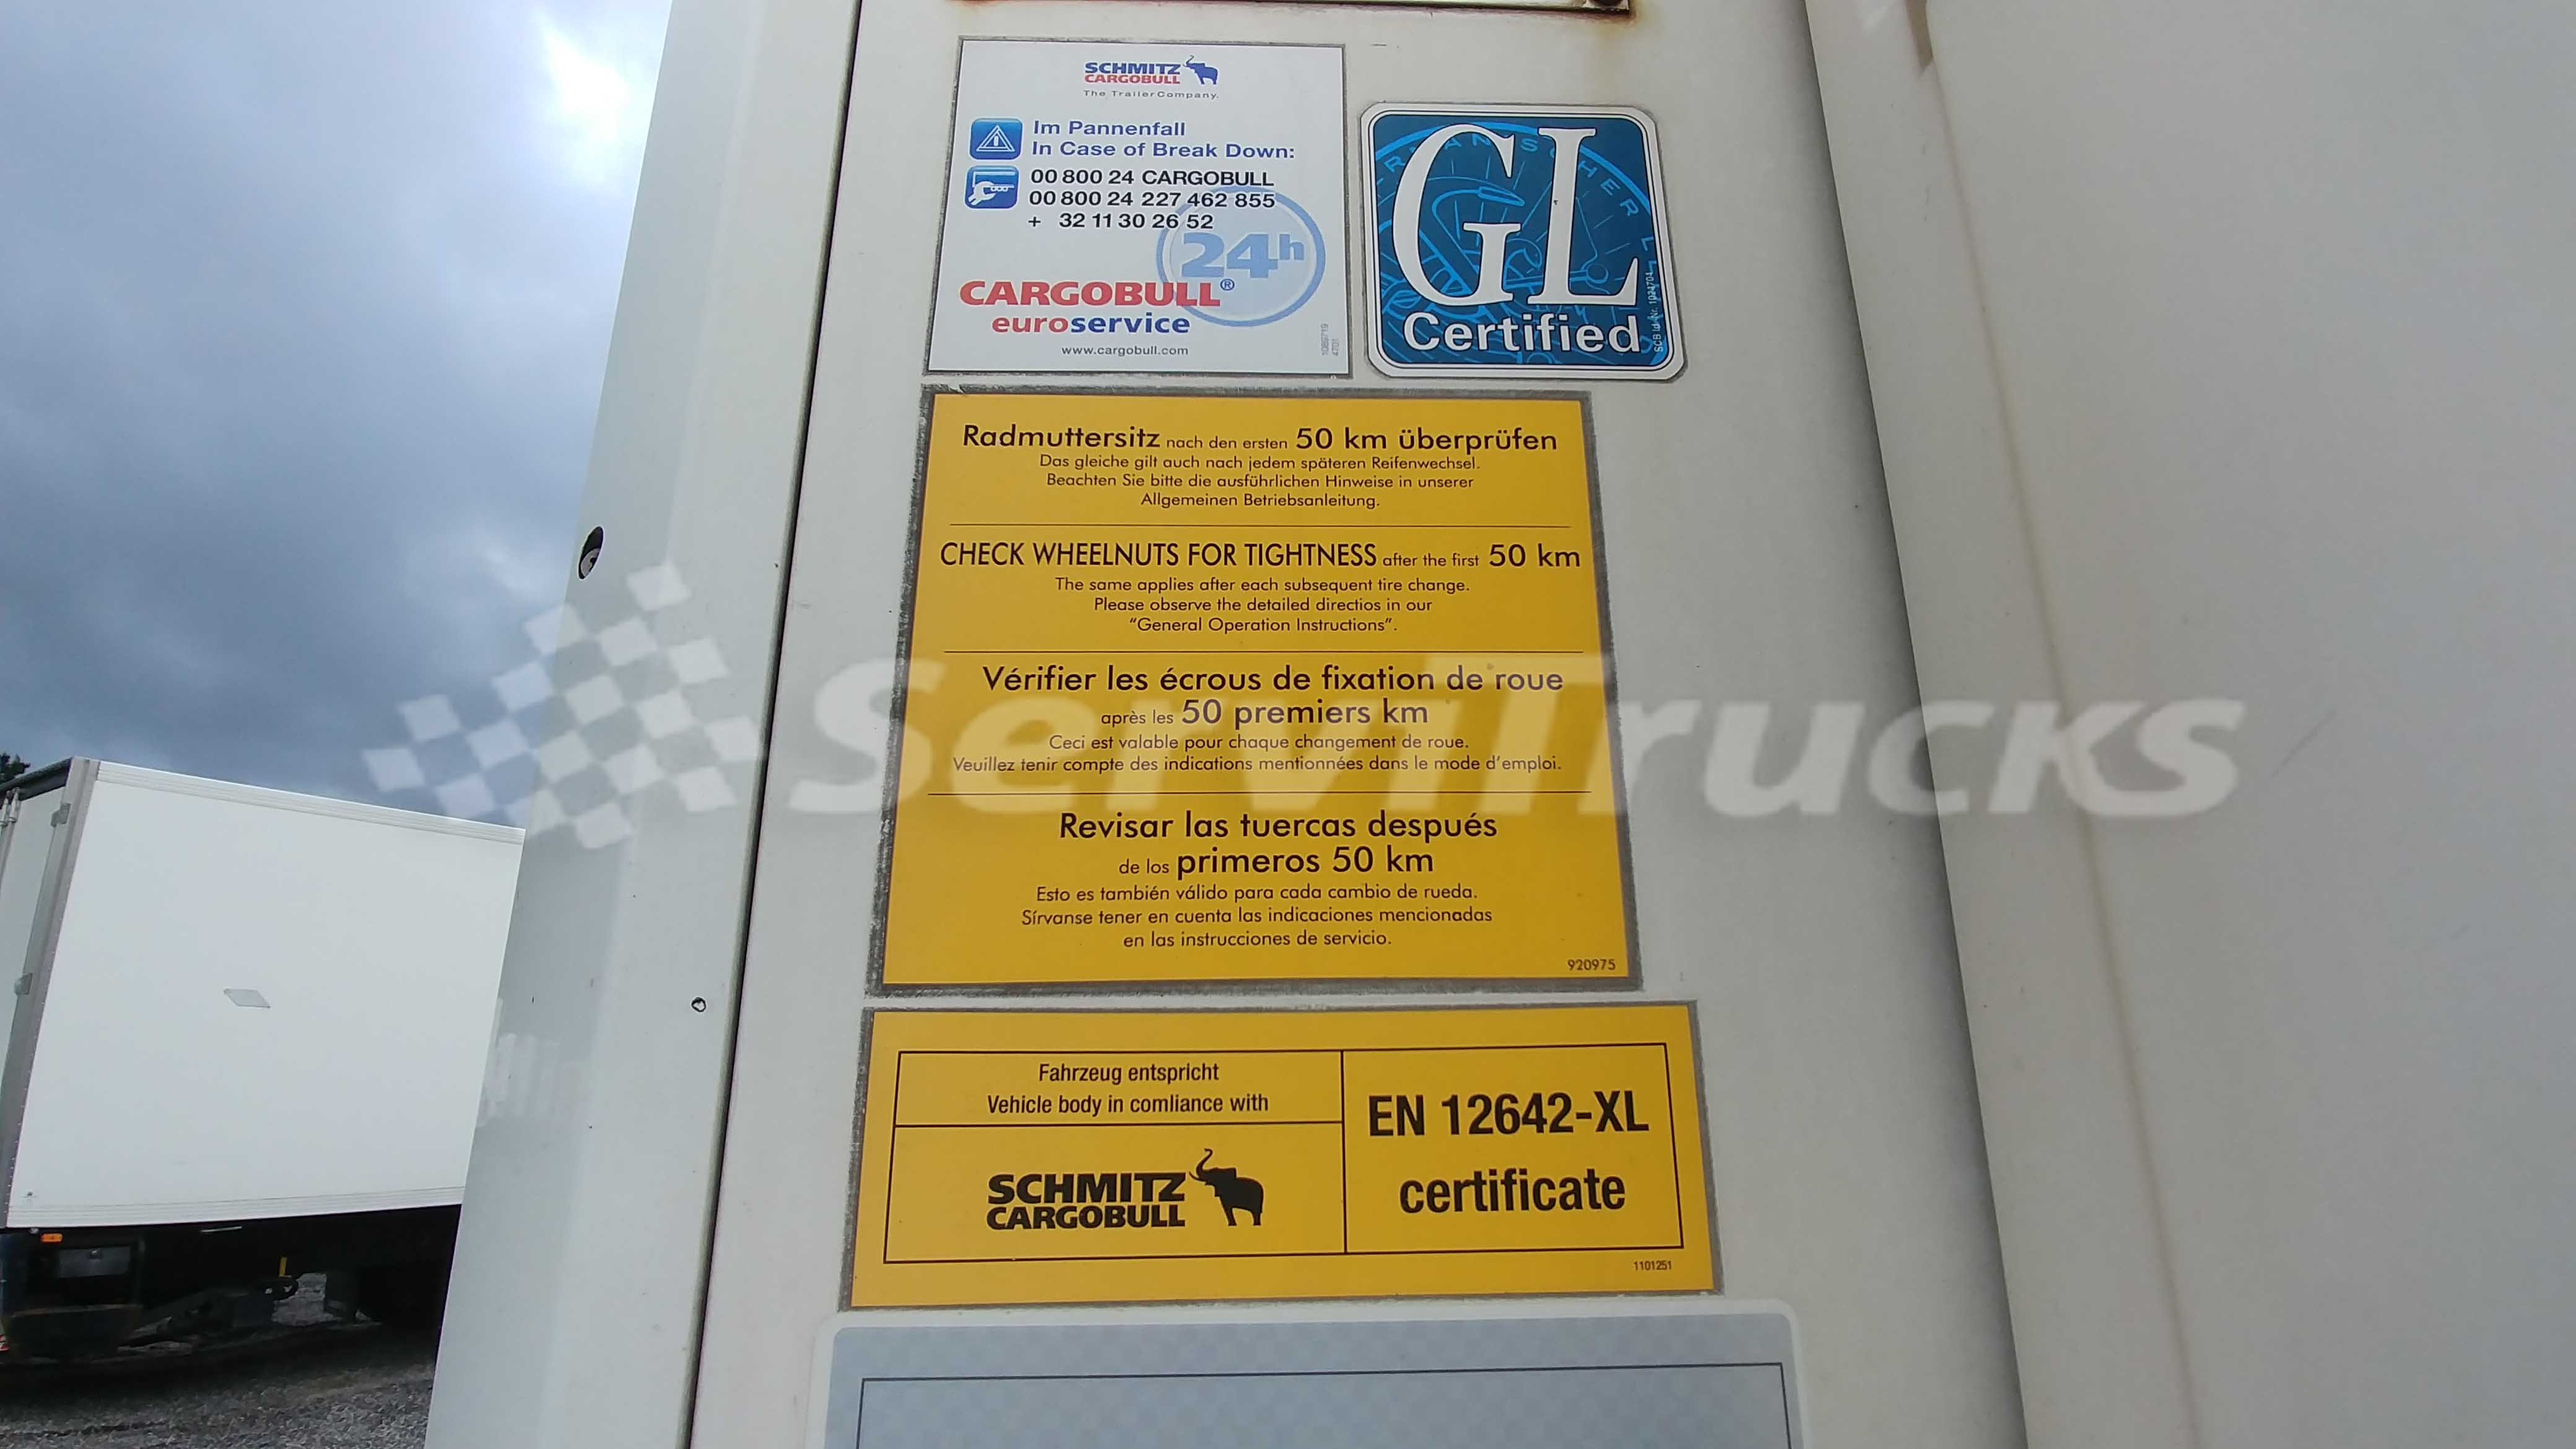 SCHMITZ
CARGOBULL
The TrailerCompany.
Im Pannenfall
In Case of Break Down:
00 800 24 CARGOBULL
00 800 24 227 462 855
+ 32 11 30 26 52
24h
CARGOBULL®
euroservice
www.cargobull.com
GL
Certified
Radmuttersitz nach den ersten 50 km überprüfen
Das gleiche gilt auch nach jedem späteren Reifenwechsel.
Beachten Sie bitte die ausführlichen Hinweise in unserer
Allgemeinen Betriebsanleitung.
CHECK WHEELNUTS FOR TIGHTNESS after the first 50 km
The same applies after each subsequent tire change.
Please observe the detailed directios in our
“General Operation Instructions”.
Vérifier les écrous de fixation de roue
après les 50 premiers km
Ceci est valable pour chaque changement de roue.
Veuillez tenir compte des indications mentionnées dans le mode d’emploi.
Revisar las tuercas después
de los primeros 50 km
Esto es también válido para cada cambio de rueda.
Sírvanse tener en cuenta las indicaciones mencionadas
en las instrucciones de servicio.
920975
Fahrzeug entspricht
Vehicle body in comliance with
SCHMITZ
CARGOBULL
EN 12642-XL
certificate
1101251
ServiTrucks